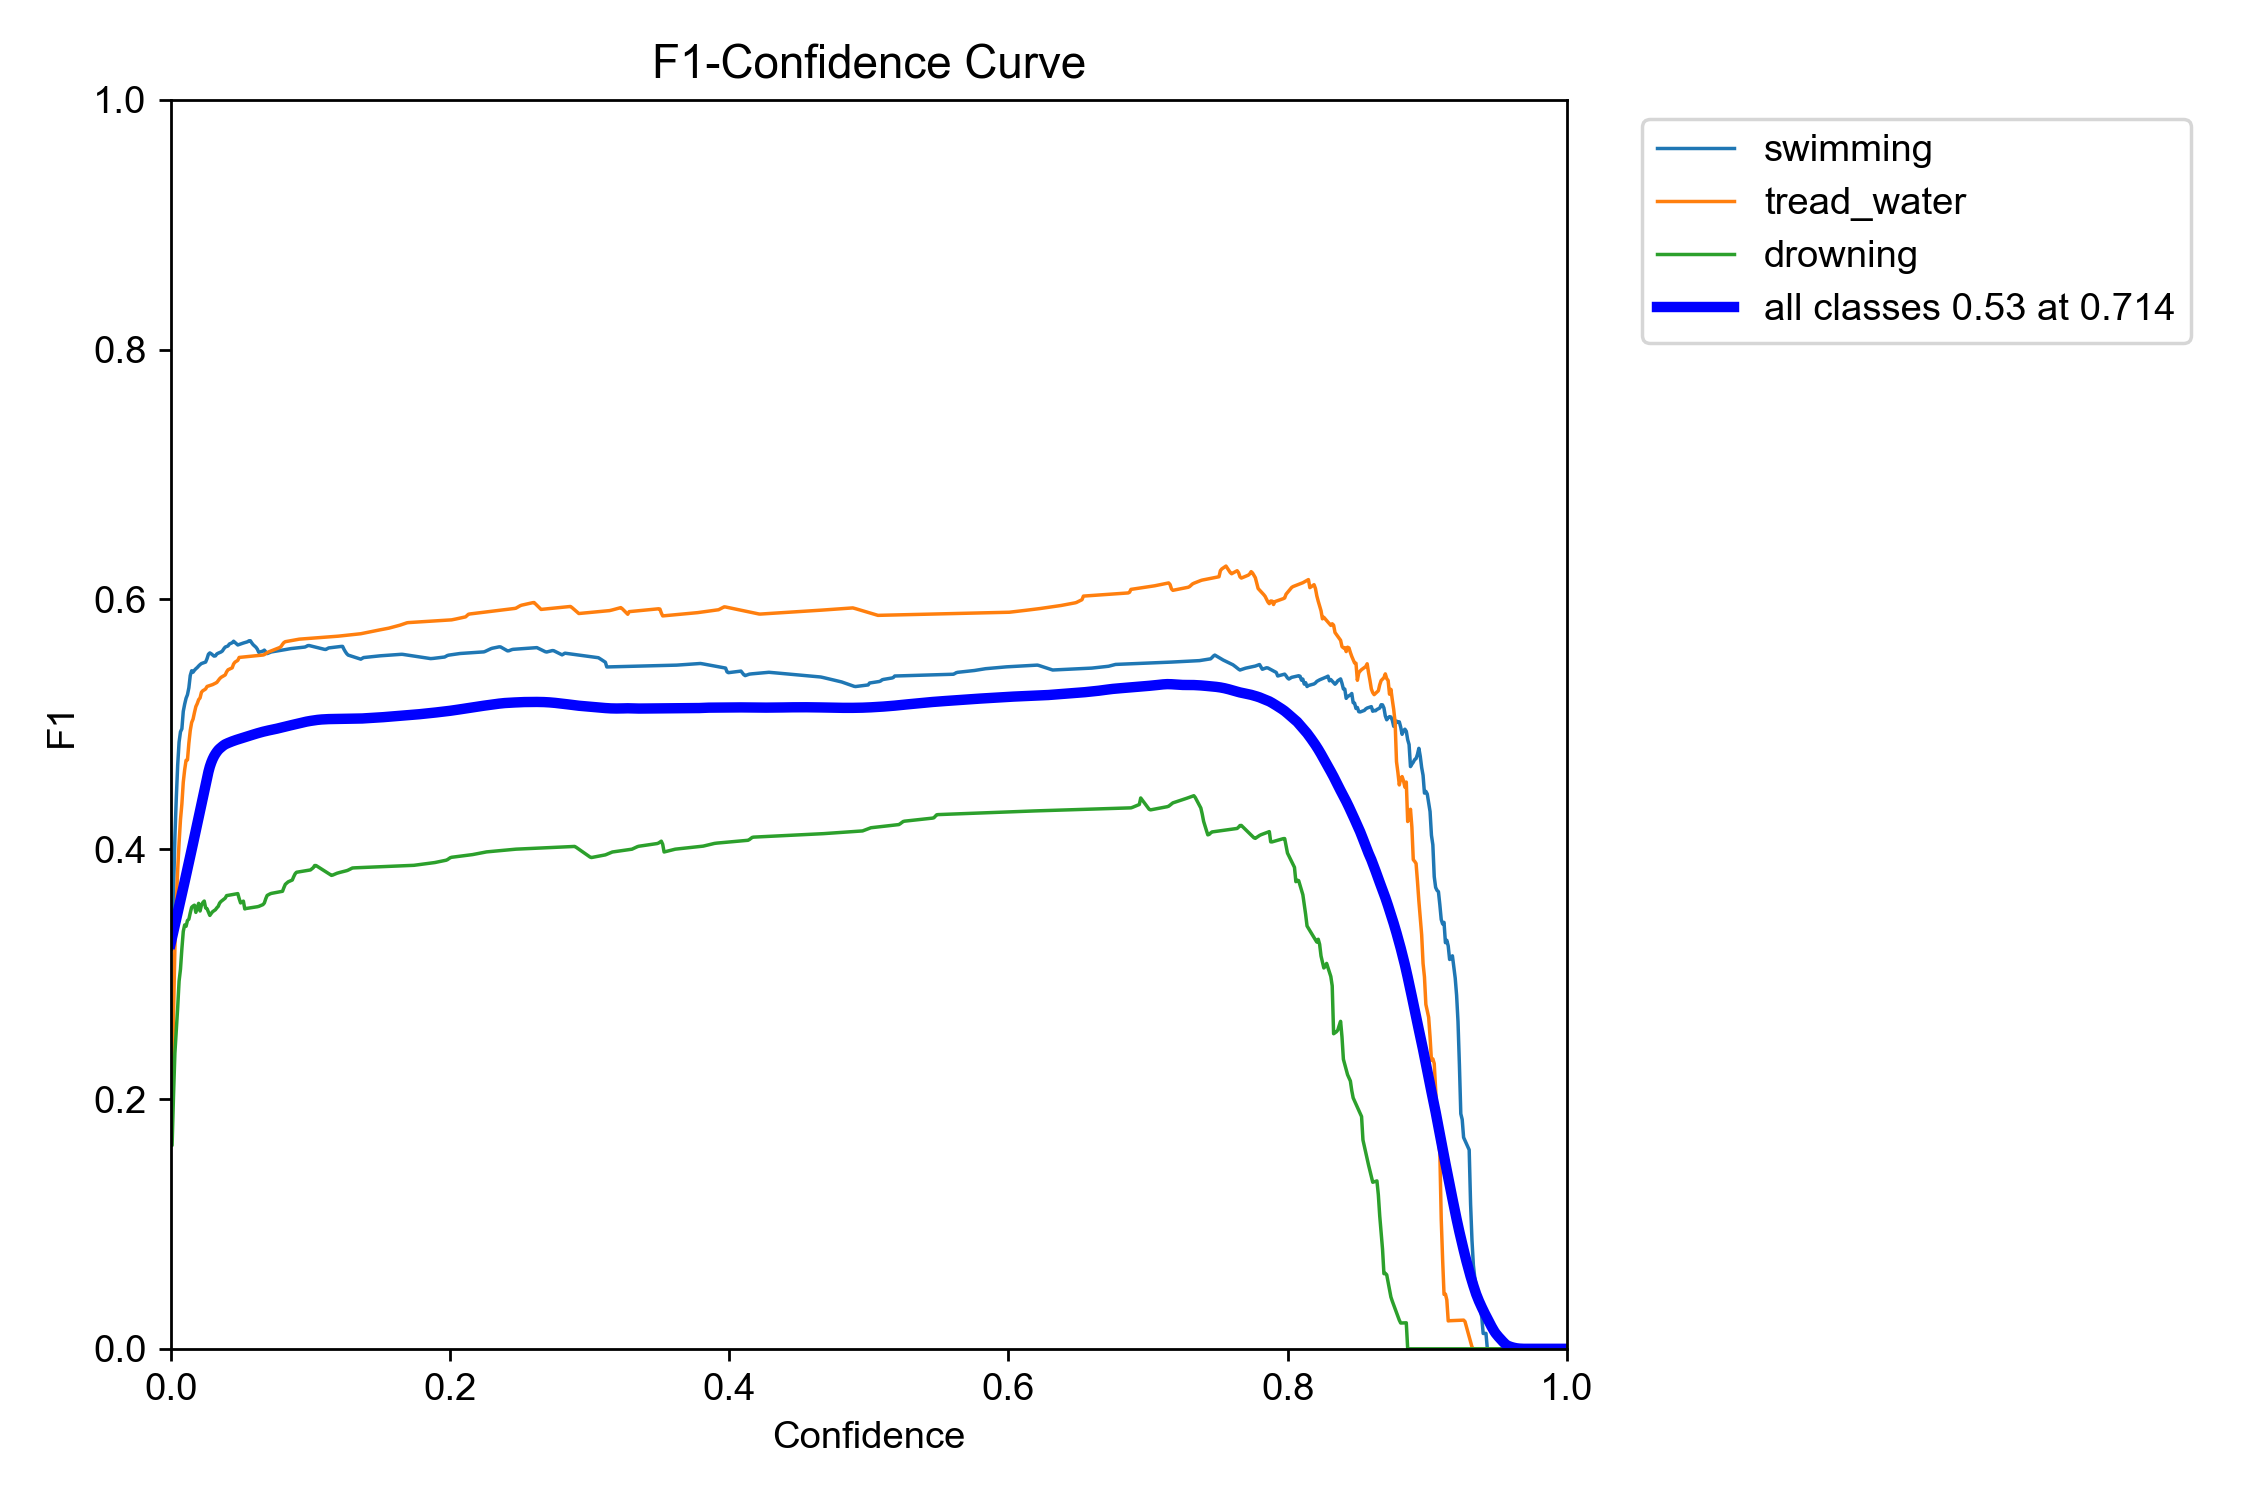 F1-Confidence Curve
1.0
0.8
0.6
0.4
0.2
0.0
F1
0.0 0.2 0.4 0.6 0.8 1.0
Confidence
swimming
tread_water
drowning
all classes 0.53 at 0.714